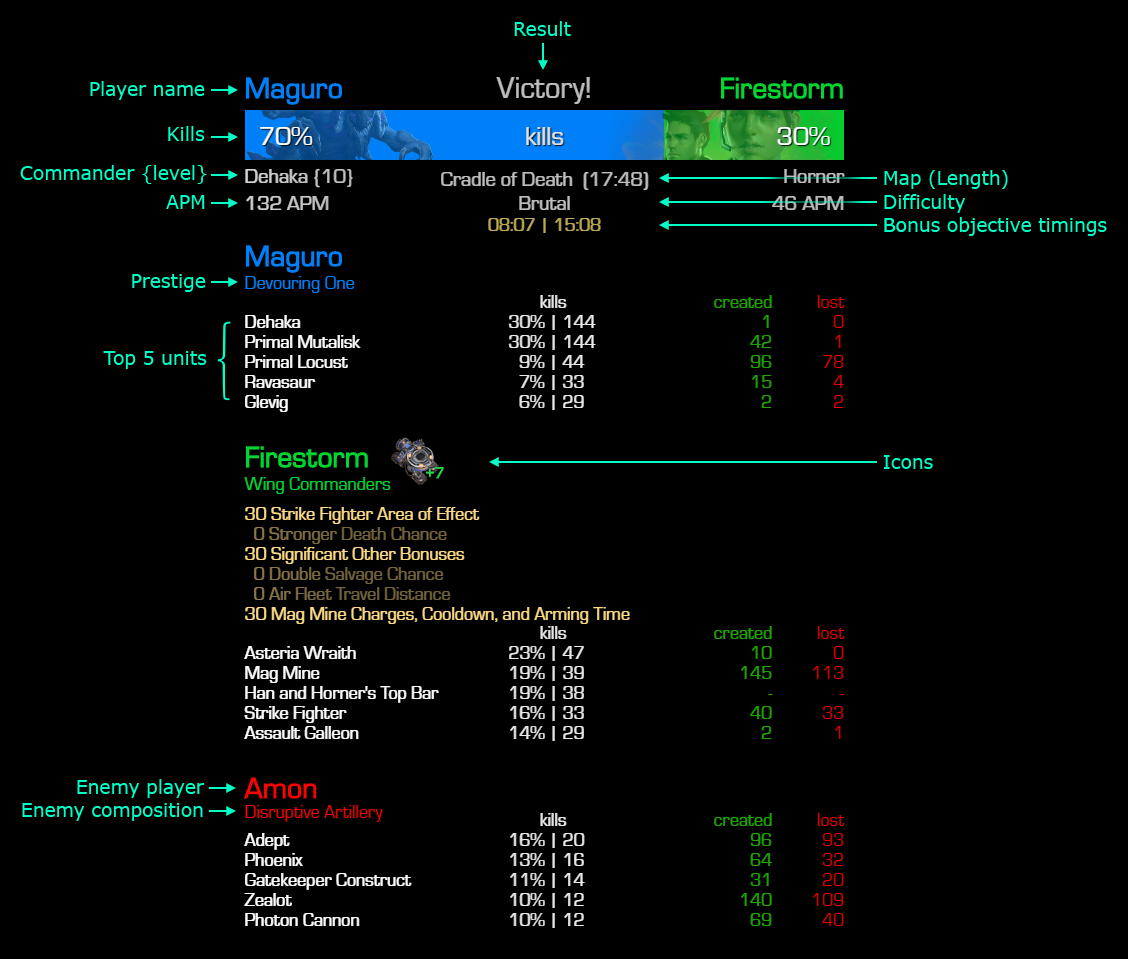 Result
Player name Maguro Victory! Firestorm
Kills 70% kills 30%
Commander {level} Dehaka {10} Cradle of Death (17:48) Horner Map (Length)
APM 132 APM Brutal 46 APM Difficulty
08:07 | 15:08 Bonus objective timings
Maguro
Prestige Devouring One
kills created lost
Dehaka 30% | 144 1 0
Primal Mutalisk 30% | 144 42 1
Top 5 units Primal Locust 9% | 44 96 78
Ravasaur 7% | 33 15 4
Glevig 6% | 29 2 2
Firestorm +7 Icons
Wing Commanders
30 Strike Fighter Area of Effect
0 Stronger Death Chance
30 Significant Other Bonuses
0 Double Salvage Chance
0 Air Fleet Travel Distance
30 Mag Mine Charges, Cooldown, and Arming Time
kills created lost
Asteria Wraith 23% | 47 10 0
Mag Mine 19% | 39 145 113
Han and Horner's Top Bar 19% | 38 - -
Strike Fighter 16% | 33 40 33
Assault Galleon 14% | 29 2 1
Enemy player Amon
Enemy composition Disruptive Artillery
kills created lost
Adept 16% | 20 96 93
Phoenix 13% | 16 64 32
Gatekeeper Construct 11% | 14 31 20
Zealot 10% | 12 140 109
Photon Cannon 10% | 12 69 40